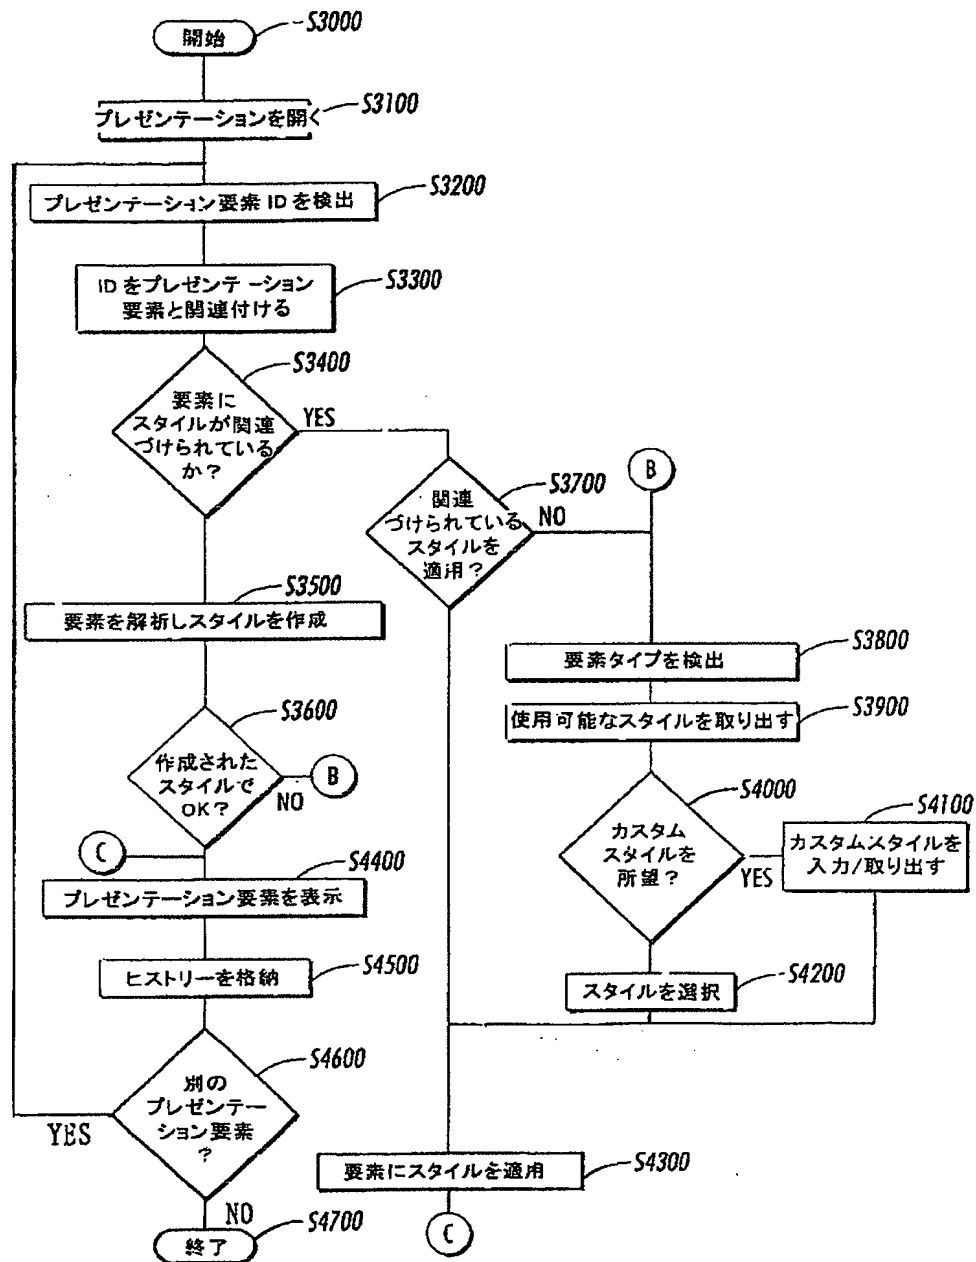 開始
S3000
プレゼンテーションを開く
S3100
プレゼンテーション要素 ID を検出
S3200
ID をプレゼンテーション
要素と関連付ける
S3300
要素に
スタイルが関連
づけられている
か？
S3400
YES
関連
づけられている
スタイルを
適用？
S3700
NO
B
要素を解析しスタイルを作成
S3500
要素タイプを検出
S3800
使用可能なスタイルを取り出す
S3900
作成された
スタイルで
OK？
S3600
NO
B
カスタム
スタイルを
所望？
S4000
YES
カスタムスタイルを
入力/取り出す
S4100
C
プレゼンテーション要素を表示
S4400
ヒストリーを格納
S4500
スタイルを選択
S4200
別の
プレゼンテー
ション要素
？
S4600
YES
NO
要素にスタイルを適用
S4300
C
終了
S4700